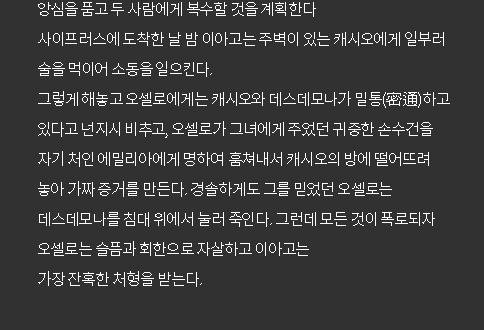 앙심을 품고 두 사람에게 복수할 것을 계획한다
사이프러스에 도착한 날 밤 이아고는 주벽이 있는 캐시오에게 일부러
술을 먹이어 소동을 일으킨다.
그렇게 해놓고 오셀로에게는 캐시오와 데스데모나가 밀통(密通)하고
있다고 넌지시 비추고, 오셀로가 그녀에게 주었던 귀중한 손수건을
자기 처인 에밀리아에게 명하여 훔쳐내서 캐시오의 방에 떨어뜨려
놓아 가짜 증거를 만든다. 경솔하게도 그를 믿었던 오셀로는
데스데모나를 침대 위에서 눌러 죽인다. 그런데 모든 것이 폭로되자
오셀로는 슬픔과 회한으로 자살하고 이아고는
가장 잔혹한 처형을 받는다.